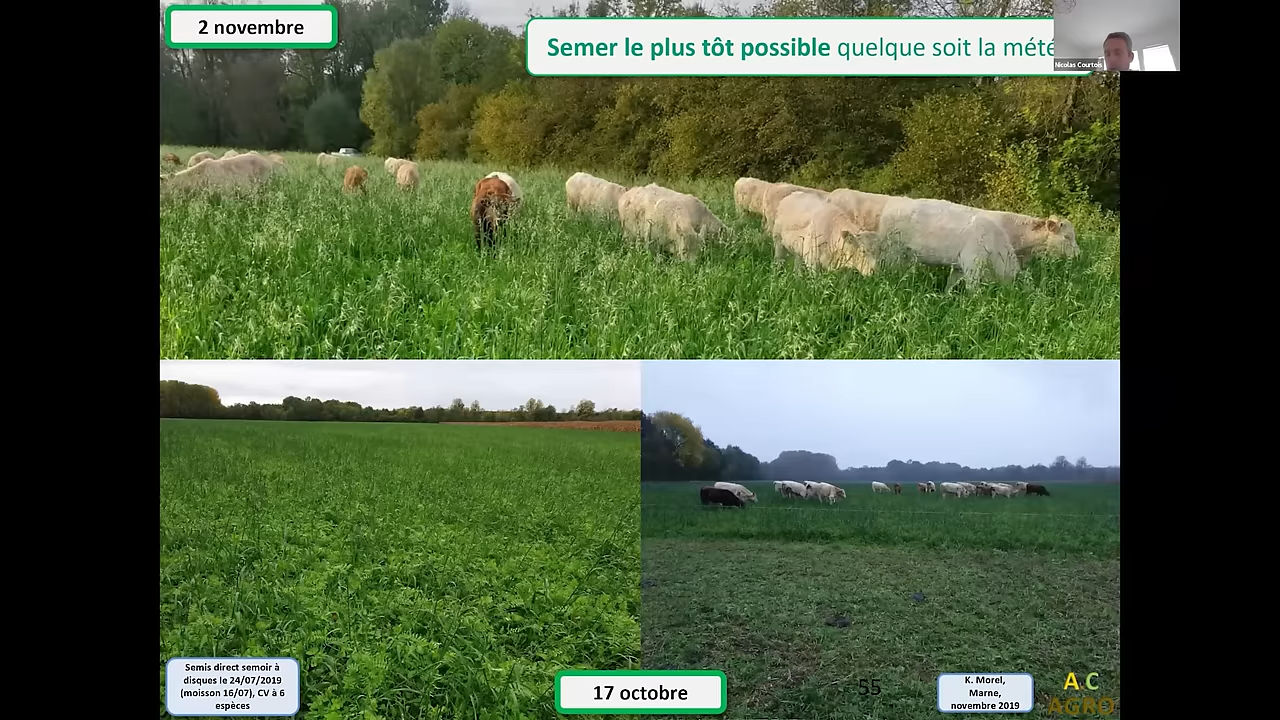 2 novembre
Semer le plus tôt possible quelque soit la mété
Nicolas Courtois
Semis direct semoir à
disques le 24/07/2019
(moisson 16/07), CV à 6
espèces
17 octobre
55
K. Morel,
Marne,
novembre 2019
AC
AGRO